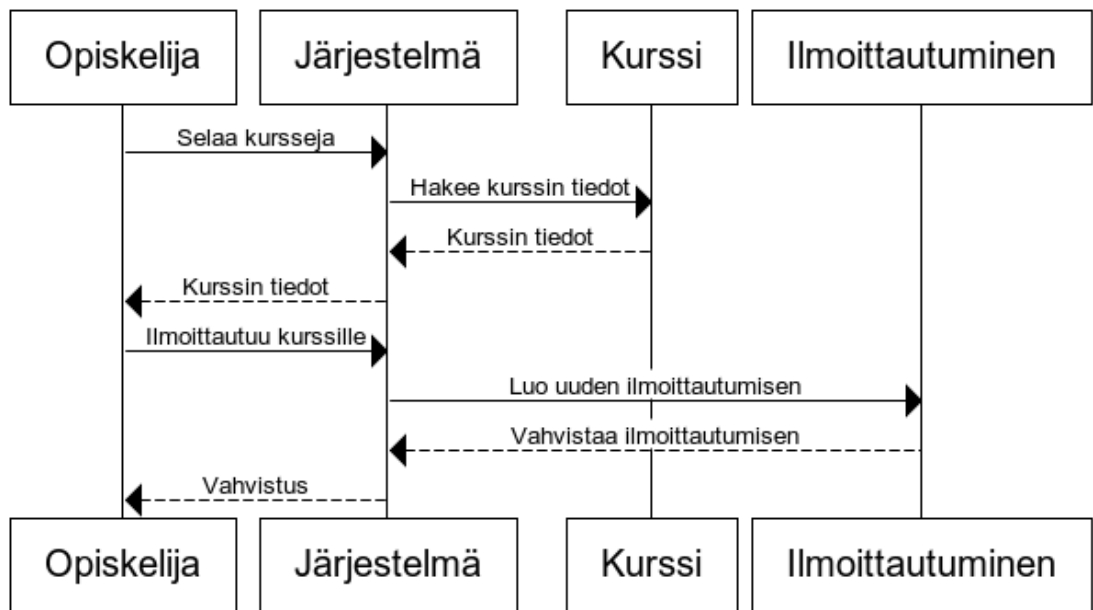 Opiskelija
Järjestelmä
Kurssi
Ilmoittautuminen
Selaa kursseja
Hakee kurssin tiedot
Kurssin tiedot
Kurssin tiedot
Ilmoittautuu kurssille
Luo uuden ilmoittautumisen
Vahvistaa ilmoittautumisen
Vahvistus
Opiskelija
Järjestelmä
Kurssi
Ilmoittautuminen